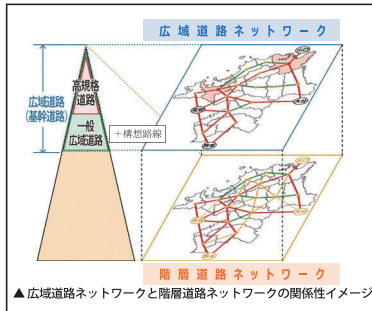 広域道路ネットワーク
高規格
道路
広域道路
(基幹道路)
一般
広域道路
＋構想路線
階層道路ネットワーク
▲広域道路ネットワークと階層道路ネットワークの関係性イメージ